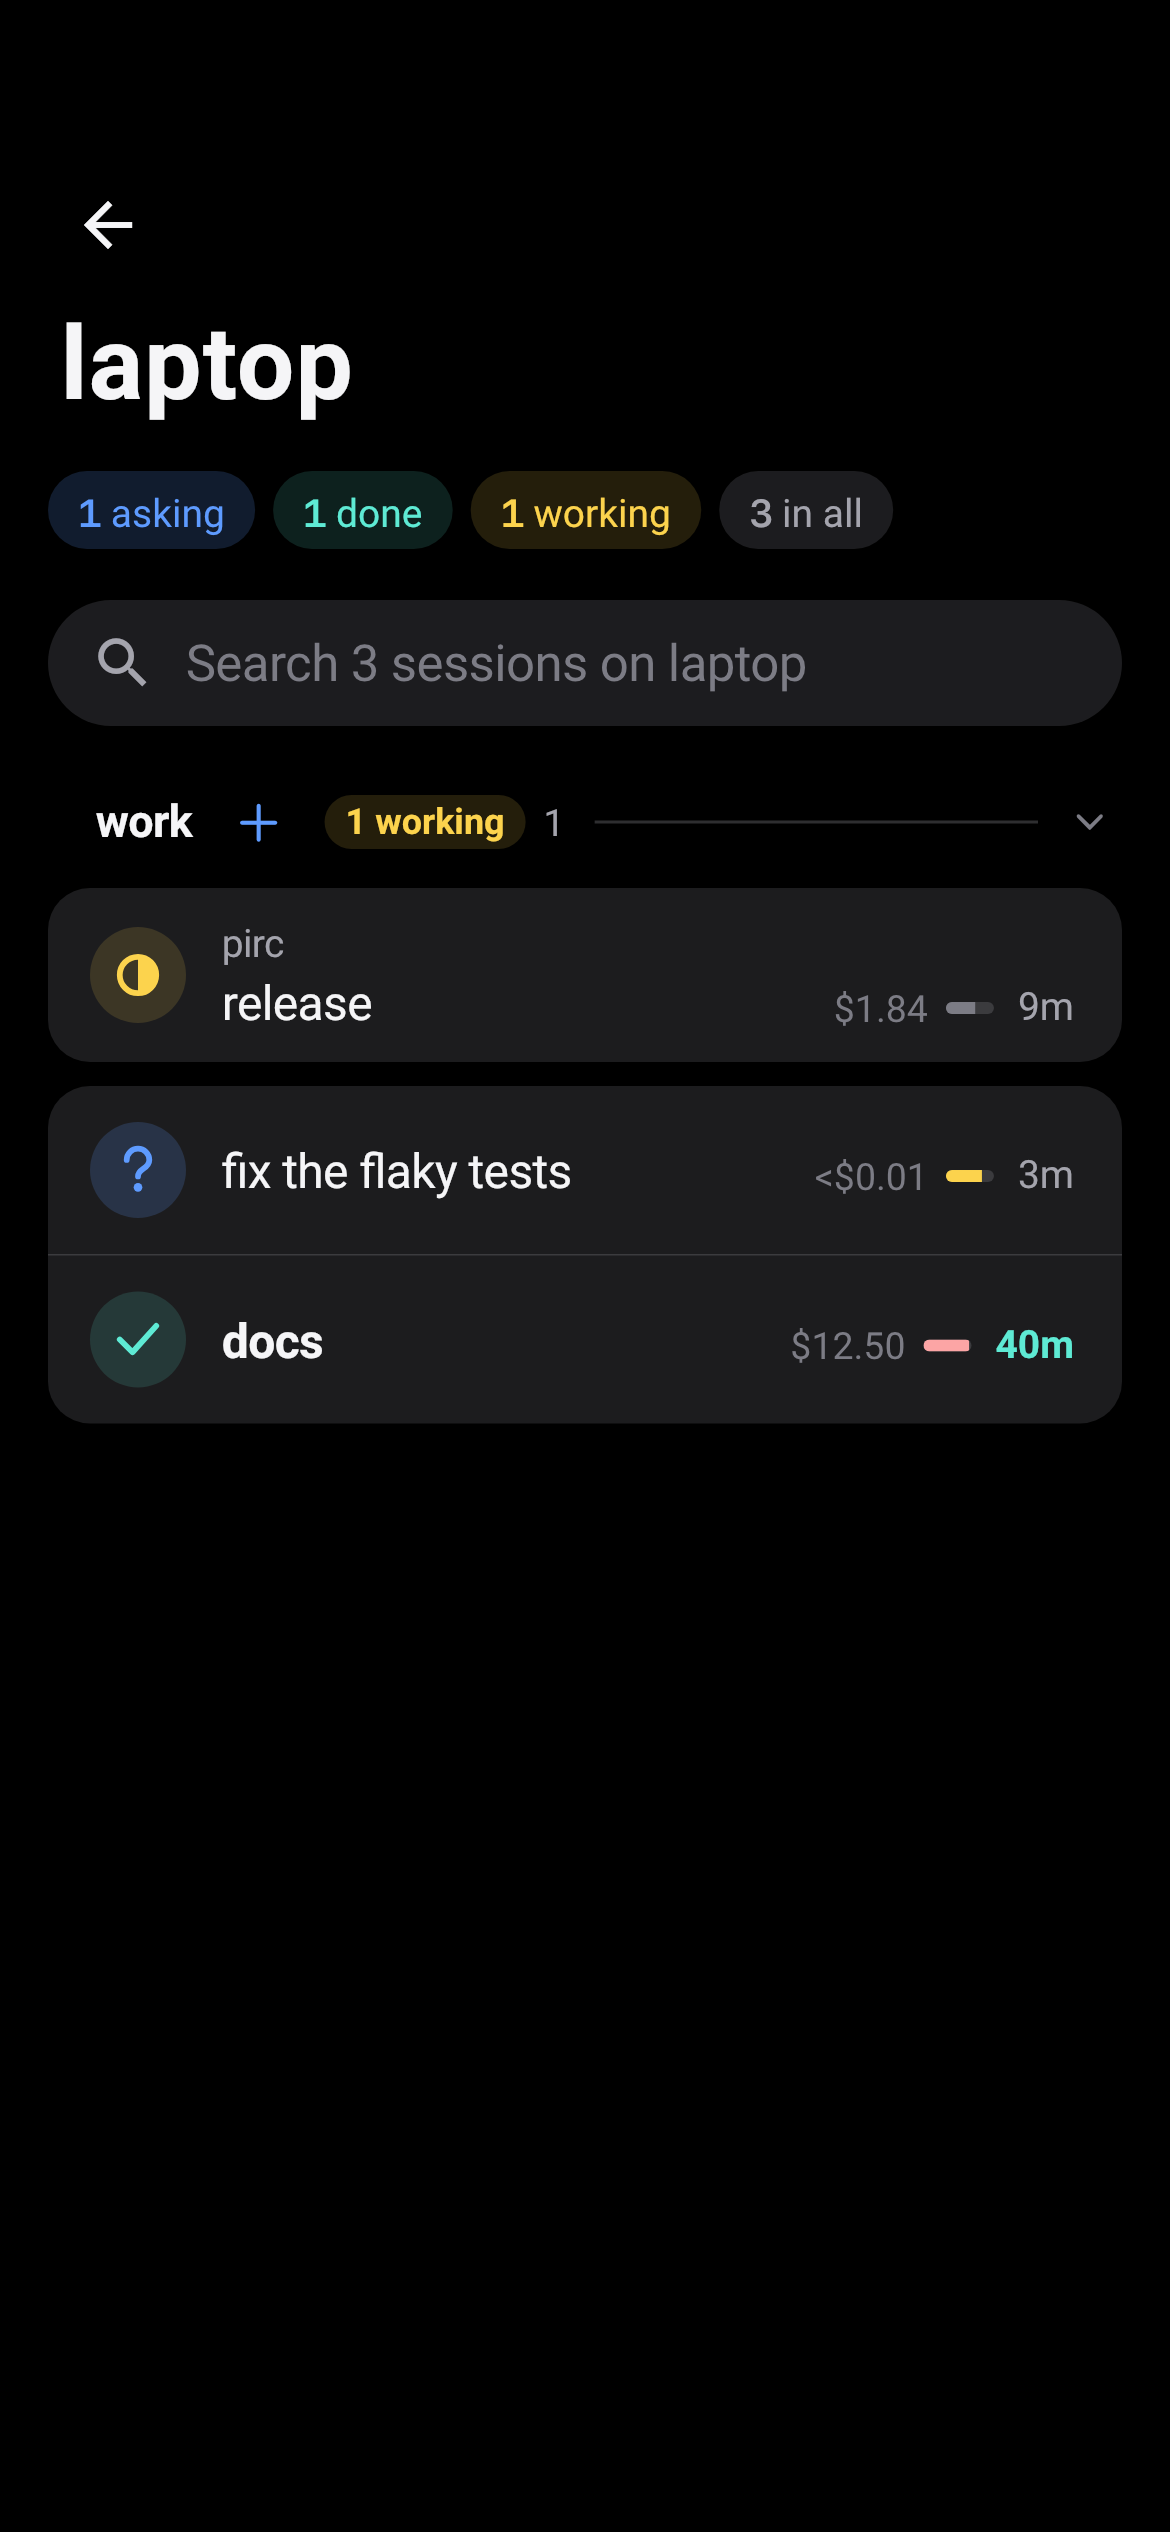 laptop
1 asking 1 done 1 working 3 in all
Search 3 sessions on laptop
work 1 working 1
pirc
release $1.84 9m
fix the flaky tests <$0.01 3m
docs $12.50 40m